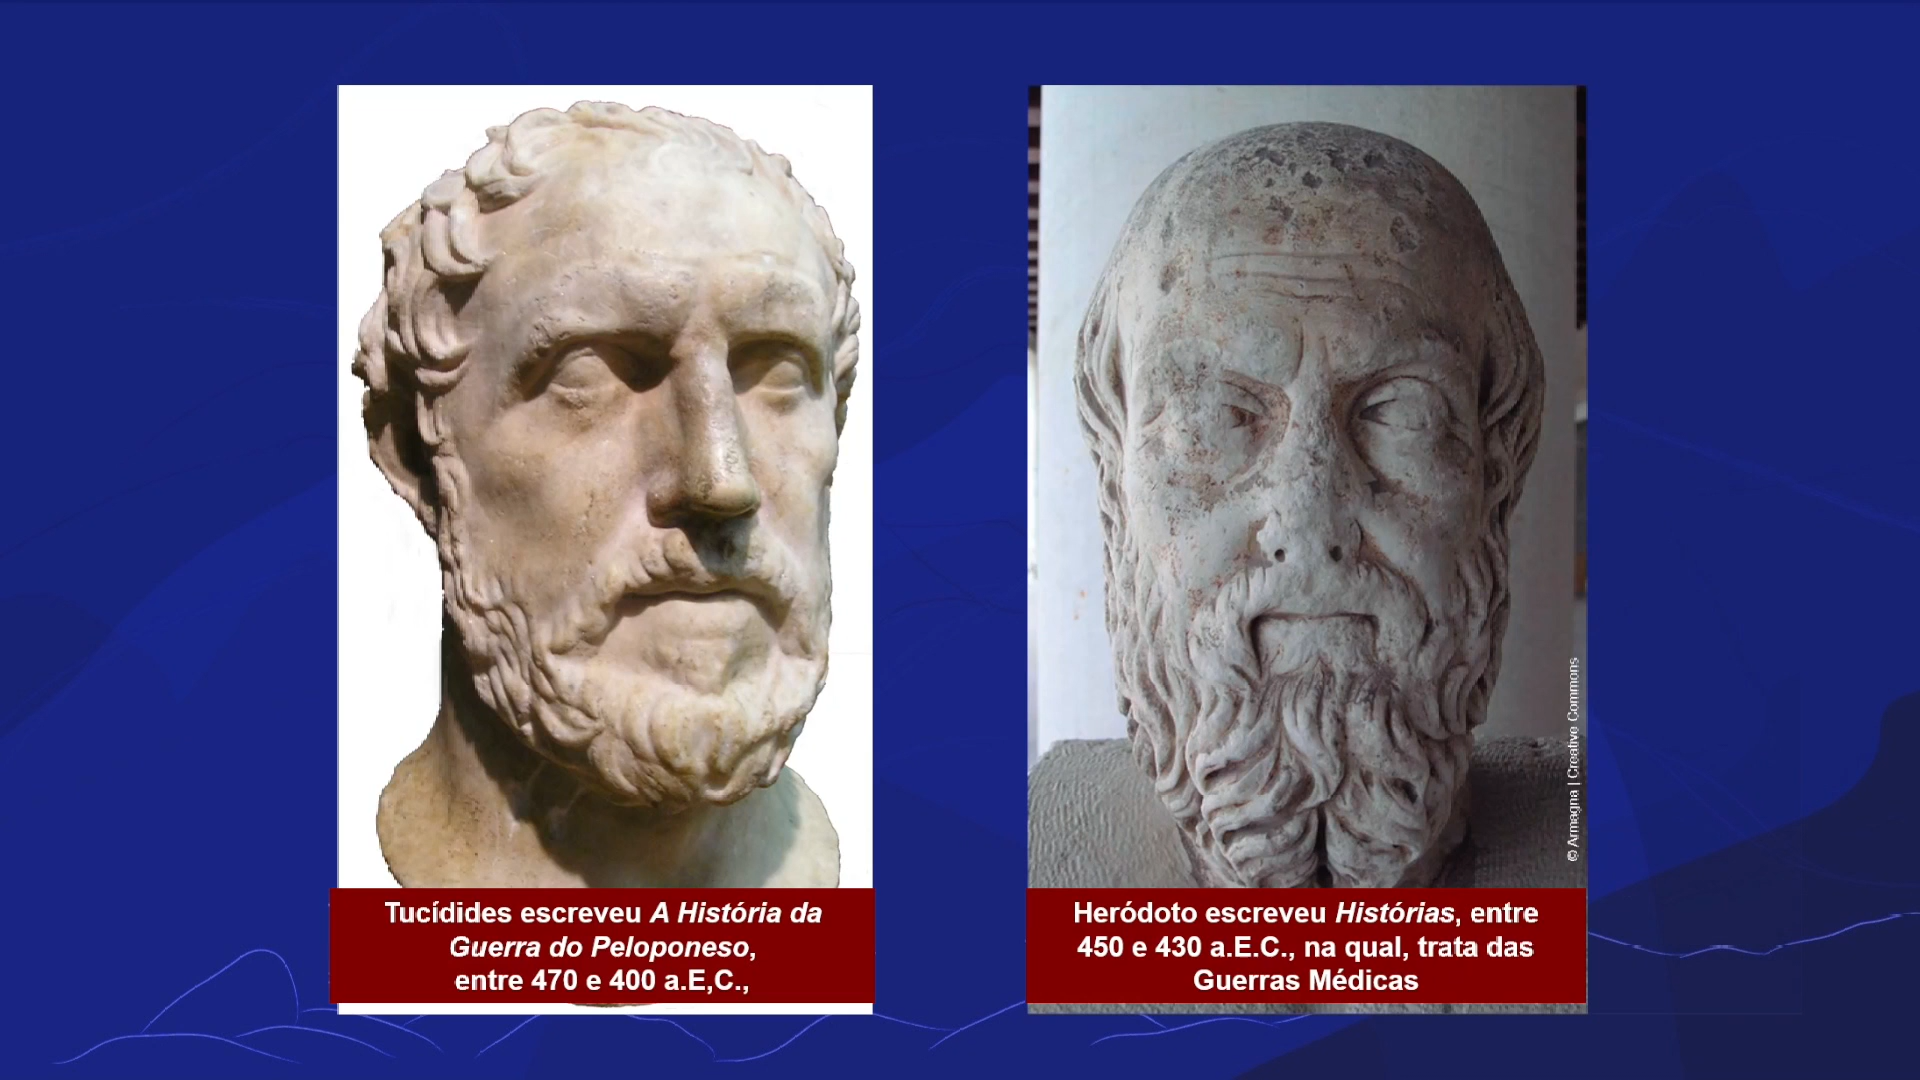 Tucídides escreveu A História da
Guerra do Peloponeso,
entre 470 e 400 a.E,C.,
Heródoto escreveu Histórias, entre
450 e 430 a.E.C., na qual, trata das
Guerras Médicas
© Armagna | Creative Commons